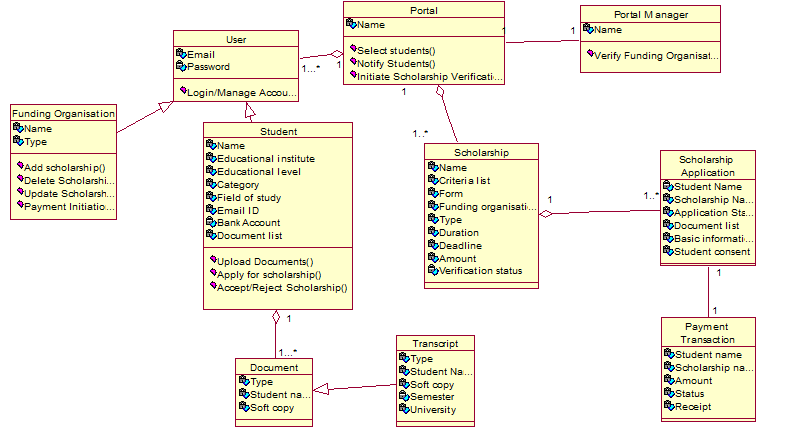 Portal
Name
Select students()
Notify Students()
Initiate Scholarship Verificati...
Portal Manager
Name
Verify Funding Organisat...
1
1
User
Email
Password
Login/Manage Accou...
1
1...*
1
1..*
Funding Organisation
Name
Type
Add scholarship()
Delete Scholarshi...
Update Scholarsh...
Payment Initiatio...
Student
Name
Educational institute
Educational level
Category
Field of study
Email ID
Bank Account
Document list
Upload Documents()
Apply for scholarship()
Accept/Reject Scholarship()
Scholarship
Name
Criteria list
Form
Funding organisati...
Type
Duration
Deadline
Amount
Verification status
1
1..*
Scholarship
Application
Student Name
Scholarship Na...
Application Sta...
Document list
Basic informati...
Student consent
1
1
1
1...*
Document
Type
Student na...
Soft copy
Transcript
Type
Student Na...
Soft copy
Semester
University
Payment
Transaction
Student name
Scholarship na...
Amount
Status
Receipt